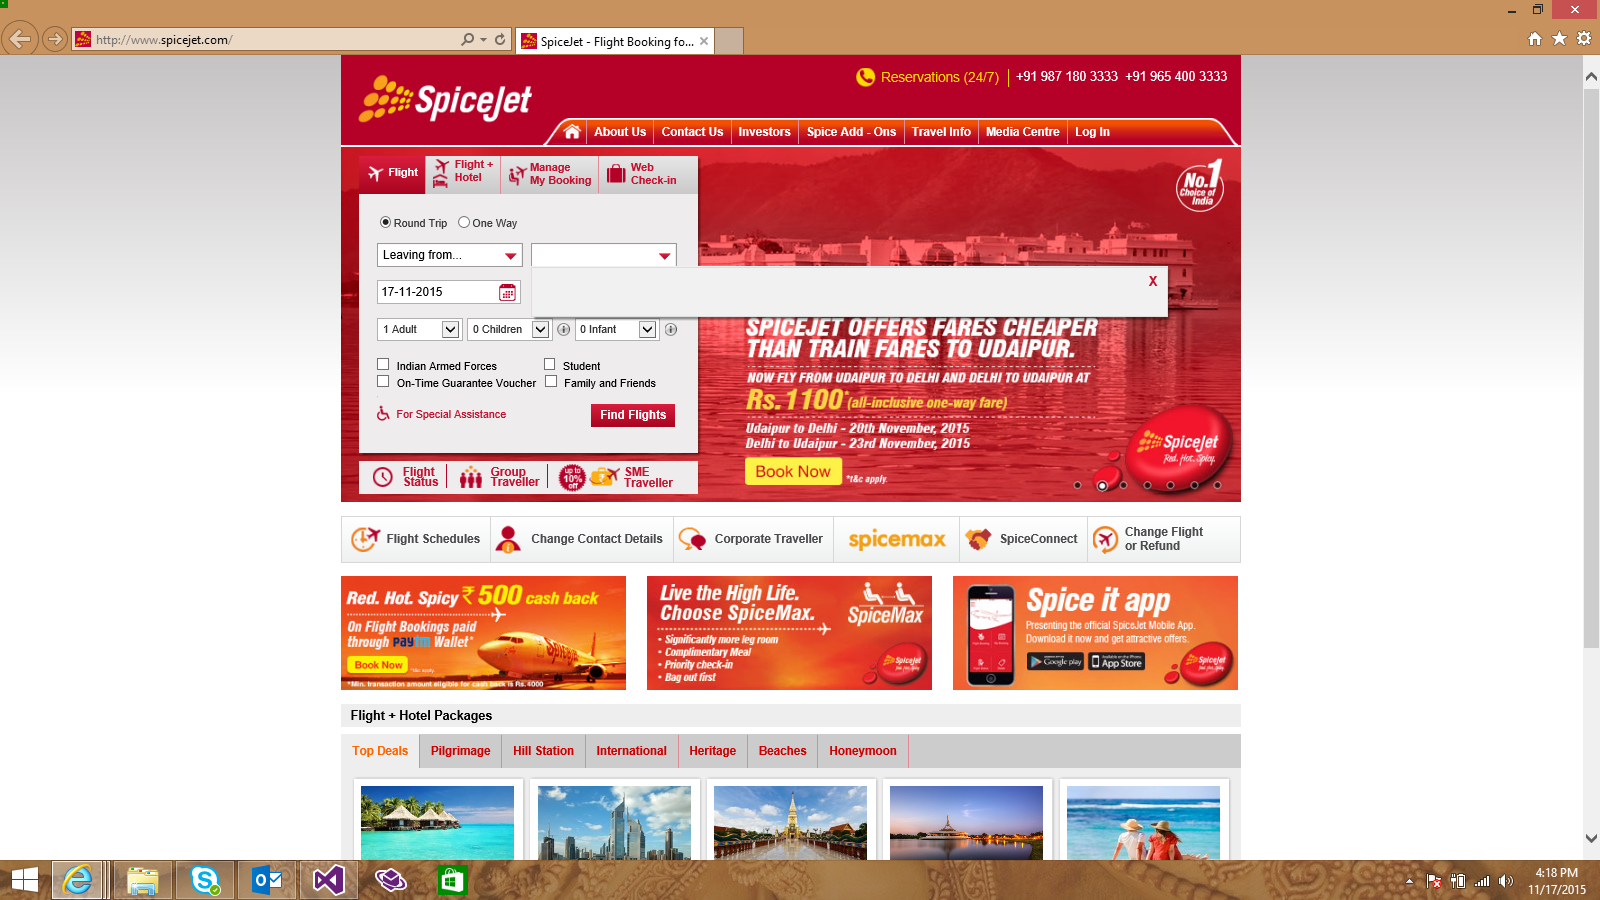 http://www.spicejet.com/
SpiceJet - Flight Booking fo...
SpiceJet
Reservations (24/7)
+91 987 180 3333 +91 965 400 3333
About Us
Contact Us
Investors
Spice Add - Ons
Travel Info
Media Centre
Log In
Flight
Flight +
Hotel
Manage
My Booking
Web
Check-in
No.1
Choice of
India
Round Trip
One Way
Leaving from...
X
17-11-2015
1 Adult
0 Children
0 Infant
Indian Armed Forces
Student
On-Time Guarantee Voucher
Family and Friends
For Special Assistance
Find Flights
SPICEJET OFFERS FARES CHEAPER
THAN TRAIN FARES TO UDAIPUR.
NOW FLY FROM UDAIPUR TO DELHI AND DELHI TO UDAIPUR AT
Rs. 1100* (all-inclusive one-way fare)
Udaipur to Delhi - 20th November, 2015
Delhi to Udaipur - 23rd November, 2015
Book Now
*t&c apply.
SpiceJet
Red. Hot. Spicy.
Flight
Status
Group
Traveller
up to
10%
off
SME
Traveller
Flight Schedules
Change Contact Details
Corporate Traveller
spicemax
SpiceConnect
Change Flight
or Refund
Red. Hot. Spicy ₹ 500 cash back
On Flight Bookings paid
through paytm Wallet*
Book Now
*t&c apply
*Min. transaction amount eligible for cash back is Rs. 4000
Live the High Life.
Choose SpiceMax.
• Significantly more leg room
• Complimentary Meal
• Priority check-in
• Bag out first
SpiceMax
SpiceJet
Spice it app
Presenting the official SpiceJet Mobile App.
Download it now and get attractive offers.
Google play
Available on the iPhone
App Store
SpiceJet
Flight + Hotel Packages
Top Deals
Pilgrimage
Hill Station
International
Heritage
Beaches
Honeymoon
4:18 PM
11/17/2015